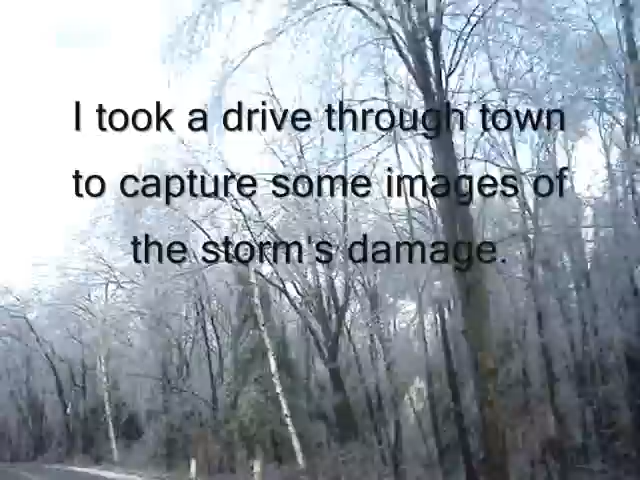 I took a drive through town
to capture some images of
the storm's damage.